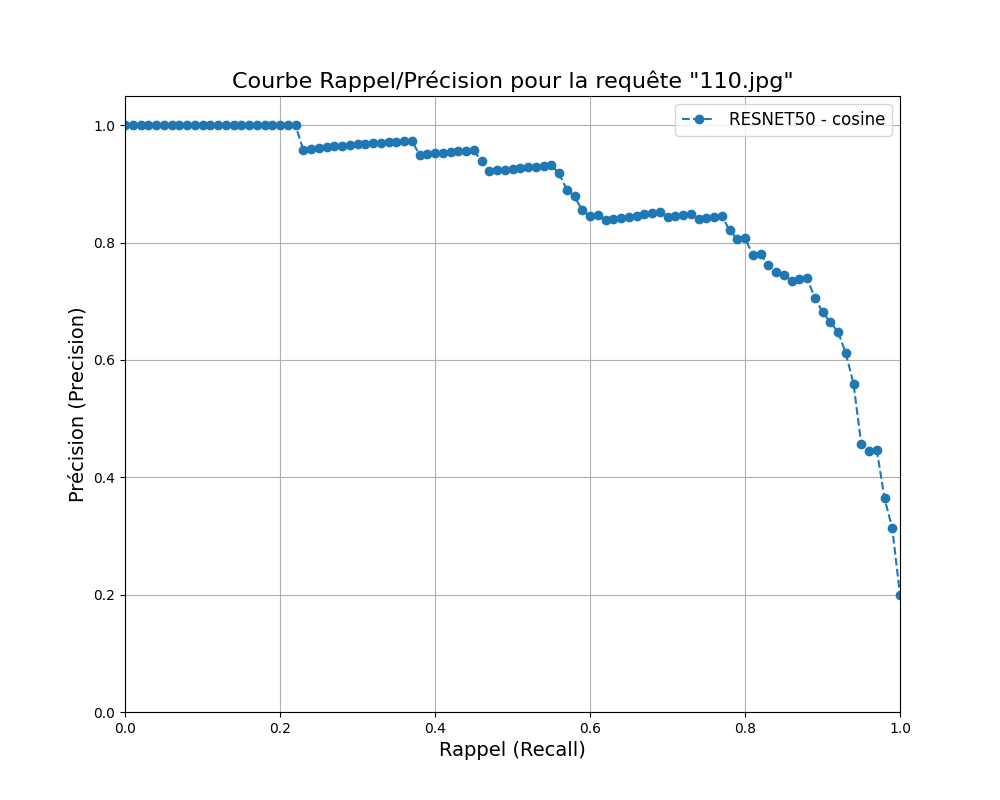 Courbe Rappel/Précision pour la requête "110.jpg"
RESNET50 - cosine
Précision (Precision)
1.0
0.8
0.6
0.4
0.2
0.0
0.0 0.2 0.4 0.6 0.8 1.0
Rappel (Recall)